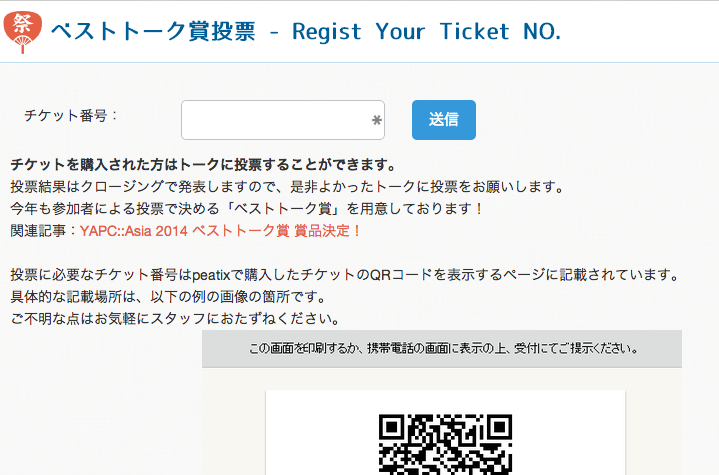 祭 ベストトーク賞投票 - Regist Your Ticket NO.
チケット番号： * 送信
チケットを購入された方はトークに投票することができます。
投票結果はクロージングで発表しますので、是非よかったトークに投票をお願いします。
今年も参加者による投票で決める「ベストトーク賞」を用意しております！
関連記事：YAPC::Asia 2014 ベストトーク賞 賞品決定！
投票に必要なチケット番号はpeatixで購入したチケットのQRコードを表示するページに記載されています。
具体的な記載場所は、以下の例の画像の箇所です。
ご不明な点はお気軽にスタッフにおたずねください。
この画面を印刷するか、携帯電話の画面に表示の上、受付にてご提示ください。